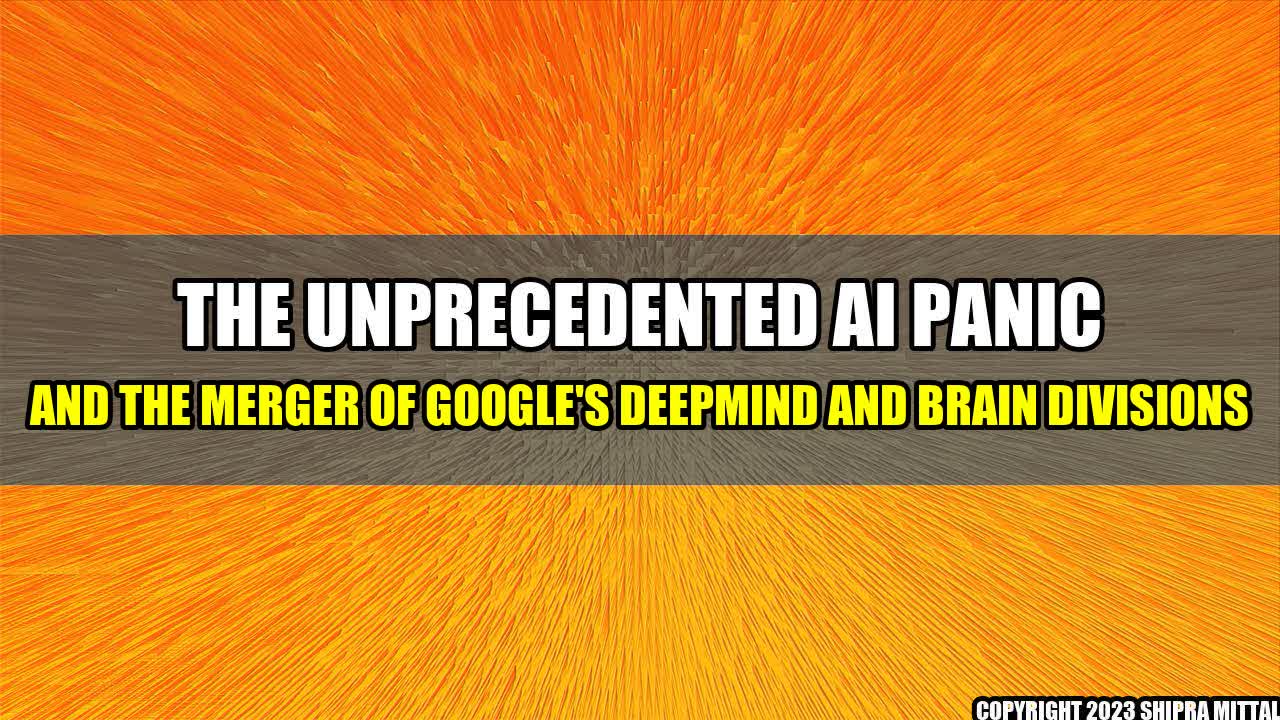 THE UNPRECEDENTED AI PANIC
AND THE MERGER OF GOOGLE'S DEEPMIND AND BRAIN DIVISIONS
COPYRIGHT 2023 SHIPRA MITTAL